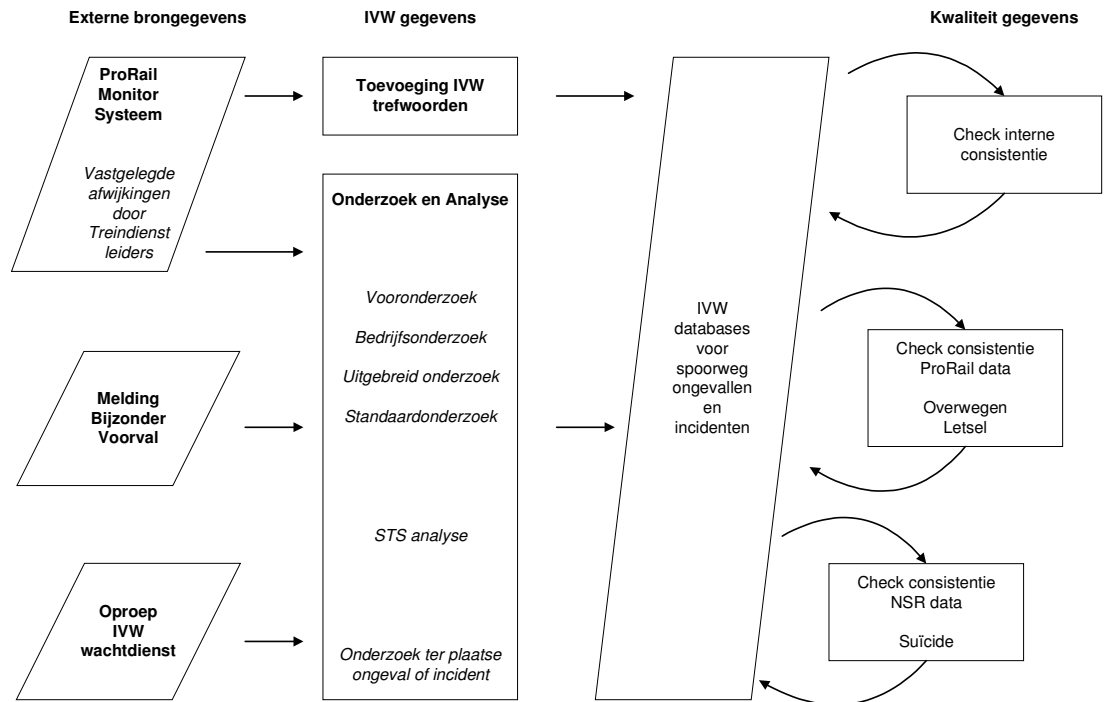 Externe brongegevens
IVW gegevens
Kwaliteit gegevens
ProRail
Monitor
Systeem
Vastgelegde
afwijkingen
door
Treindienst
leiders
Melding
Bijzonder
Voorval
Oproep
IVW
wachtdienst
Toevoeging IVW
trefwoorden
Onderzoek en Analyse
Vooronderzoek
Bedrijfsonderzoek
Uitgebreid onderzoek
Standaardonderzoek
STS analyse
Onderzoek ter plaatse
ongeval of incident
IVW
databases
voor
spoorweg
ongevallen
en
incidenten
Check interne
consistentie
Check consistentie
ProRail data
Overwegen
Letsel
Check consistentie
NSR data
Suïcide